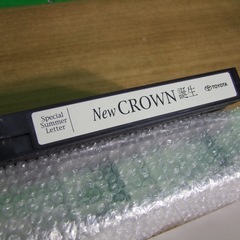 Special
Summer
Letter
New CROWN 誕生
TOYOTA